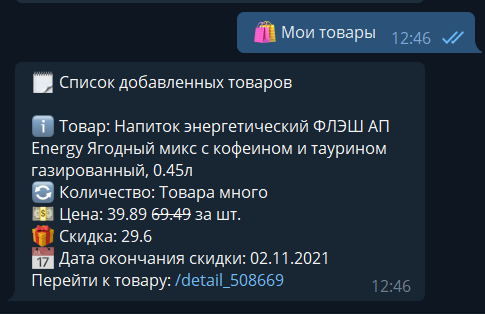 🛍 Мои товары 12:46
🗒 Список добавленных товаров
ℹ️ Товар: Напиток энергетический ФЛЭШ АП
Energy Ягодный микс с кофеином и таурином
газированный, 0.45л
🔄 Количество: Товара много
💵 Цена: 39.89 69.49 за шт.
🎁 Скидка: 29.6
📅 Дата окончания скидки: 02.11.2021
Перейти к товару: /detail_508669 12:46